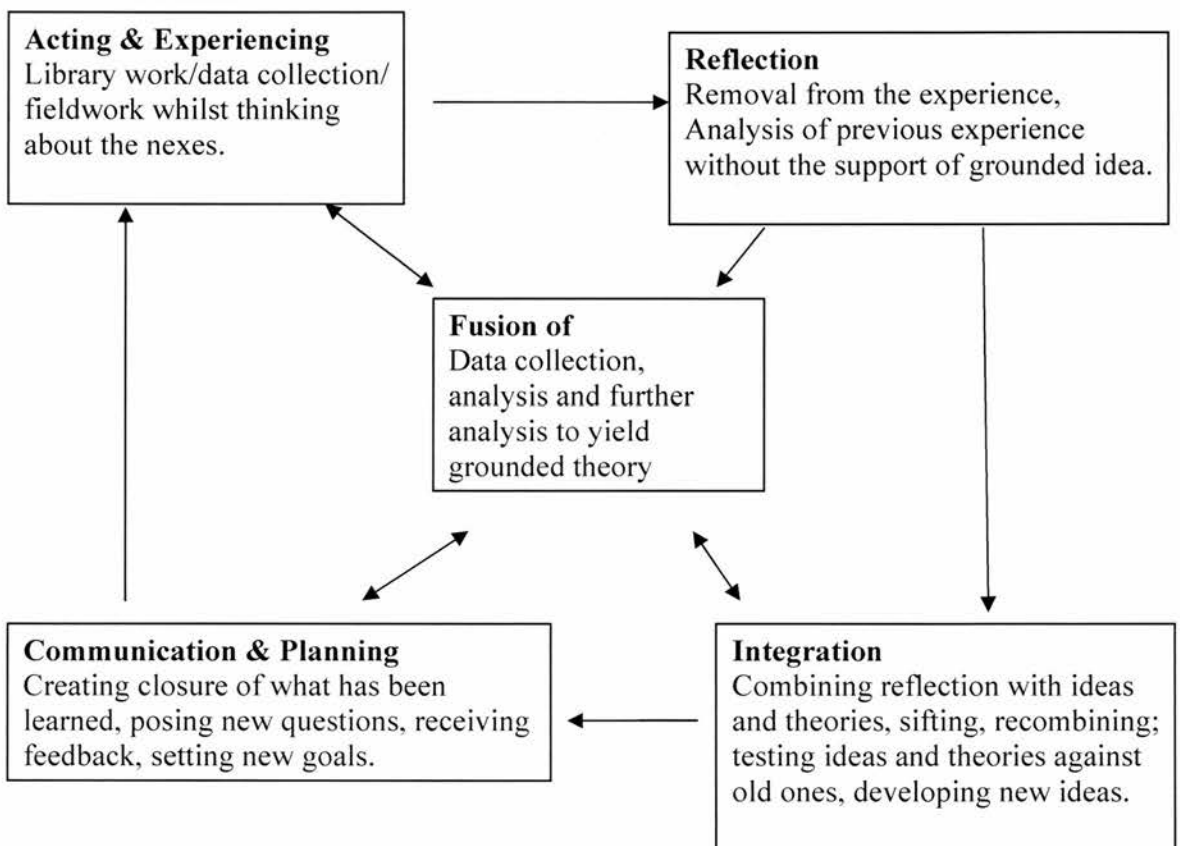 Acting & Experiencing
Library work/data collection/
fieldwork whilst thinking
about the nexes.
Reflection
Removal from the experience,
Analysis of previous experience
without the support of grounded idea.
Fusion of
Data collection,
analysis and further
analysis to yield
grounded theory
Communication & Planning
Creating closure of what has been
learned, posing new questions, receiving
feedback, setting new goals.
Integration
Combining reflection with ideas
and theories, sifting, recombining;
testing ideas and theories against
old ones, developing new ideas.